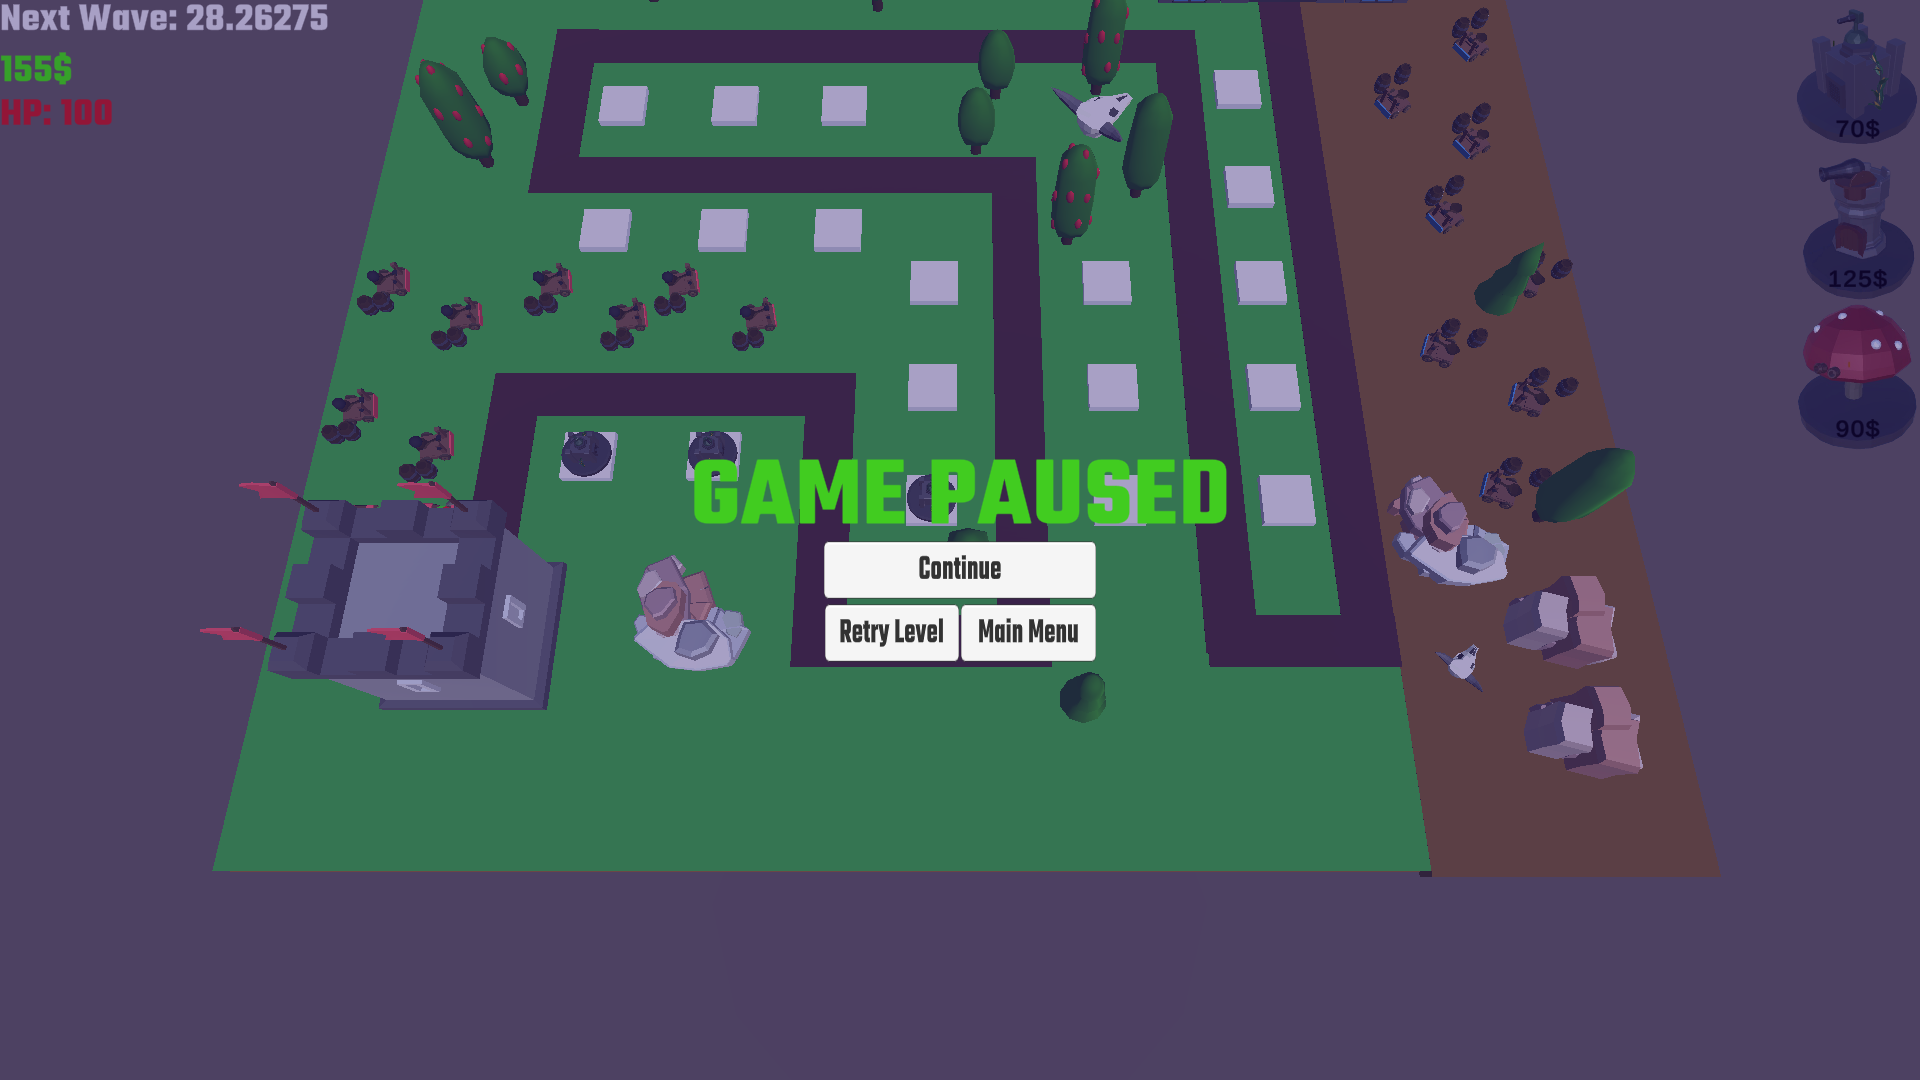 Next Wave: 28.26275
155$
HP: 100
70$
125$
90$
GAME PAUSED
Continue
Retry Level
Main Menu